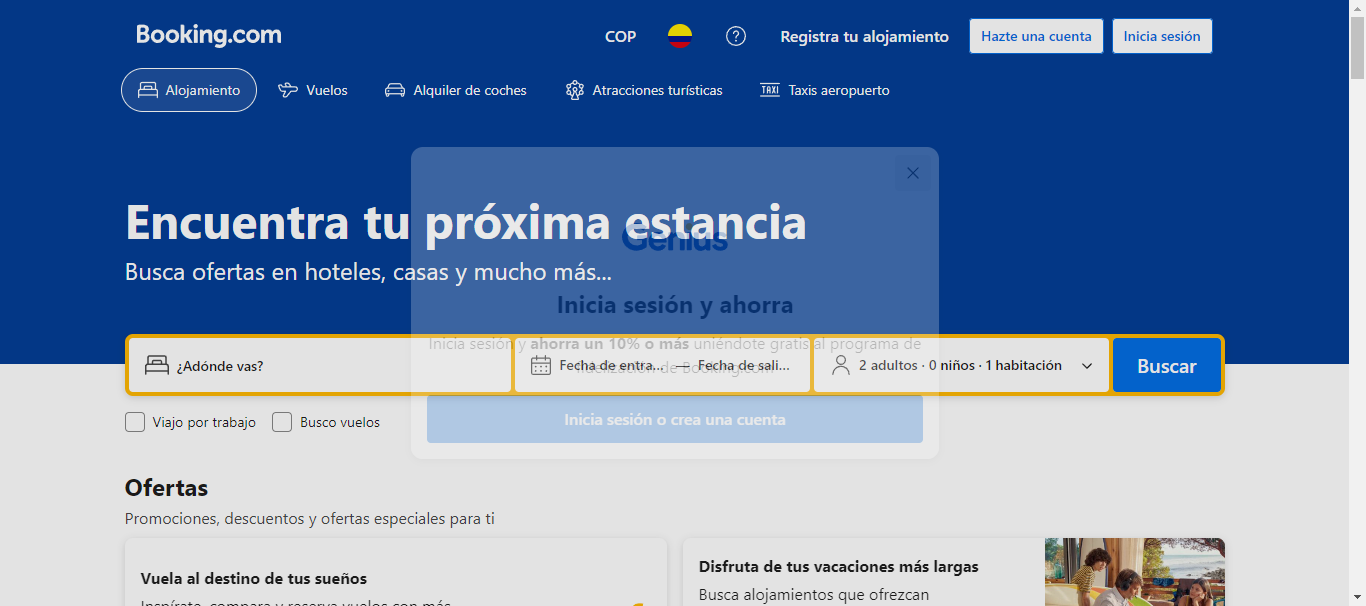 Booking.com
COP
Registra tu alojamiento
Hazte una cuenta
Inicia sesión
Alojamiento
Vuelos
Alquiler de coches
Atracciones turísticas
TAXI Taxis aeropuerto
Encuentra tu próxima estancia
Genius
Busca ofertas en hoteles, casas y mucho más...
Inicia sesión y ahorra
Inicia sesión y ahorra un 10% o más uniéndote gratis al programa de
fidelización de Booking.com
¿Adónde vas?
Fecha de entra... — Fecha de sali...
2 adultos · 0 niños · 1 habitación
Buscar
Inicia sesión o crea una cuenta
Viajo por trabajo
Busco vuelos
Ofertas
Promociones, descuentos y ofertas especiales para ti
Vuela al destino de tus sueños
Inspírate, compara y reserva vuelos con más
Disfruta de tus vacaciones más largas
Busca alojamientos que ofrezcan